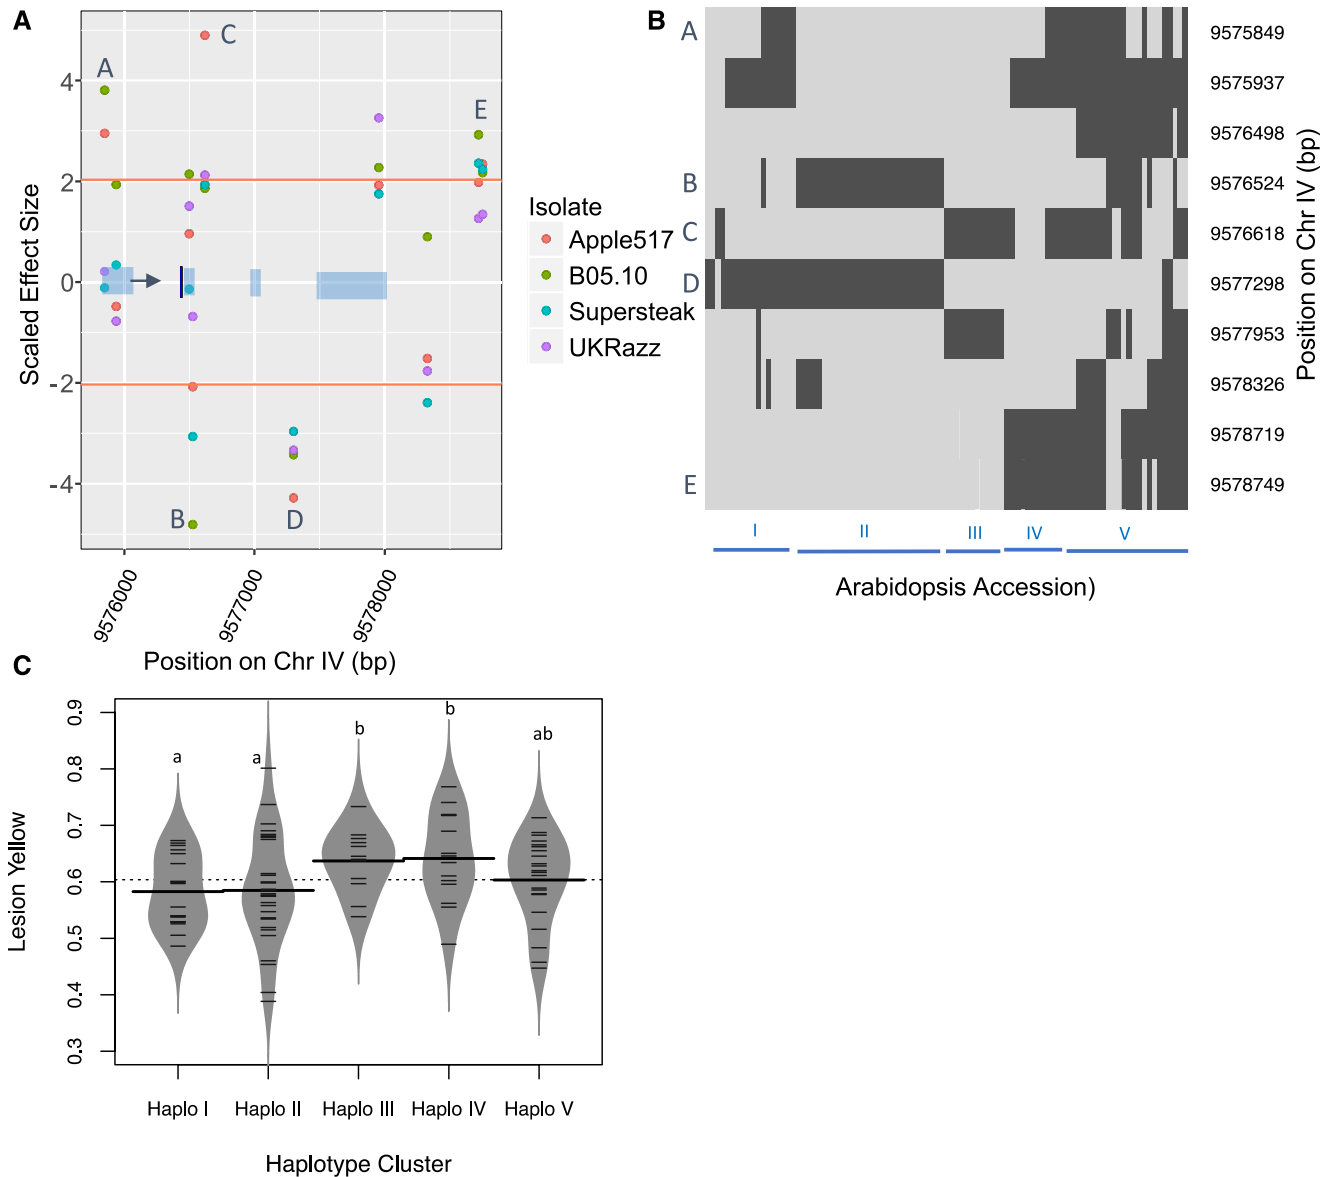 A
C
A
E
4
2
0
-2
-4
B
D
Scaled Effect Size
9576000
9577000
9578000
Position on Chr IV (bp)
Isolate
Apple517
B05.10
Supersteak
UKRazz
B
A
B
C
D
E
9575849
9575937
9576498
9576524
9576618
9577298
9577953
9578326
9578719
9578749
Position on Chr IV (bp)
I II III IV V
Arabidopsis Accession)
C
Lesion Yellow
0.9
0.8
0.7
0.6
0.5
0.4
0.3
a a b b ab
Haplo I Haplo II Haplo III Haplo IV Haplo V
Haplotype Cluster